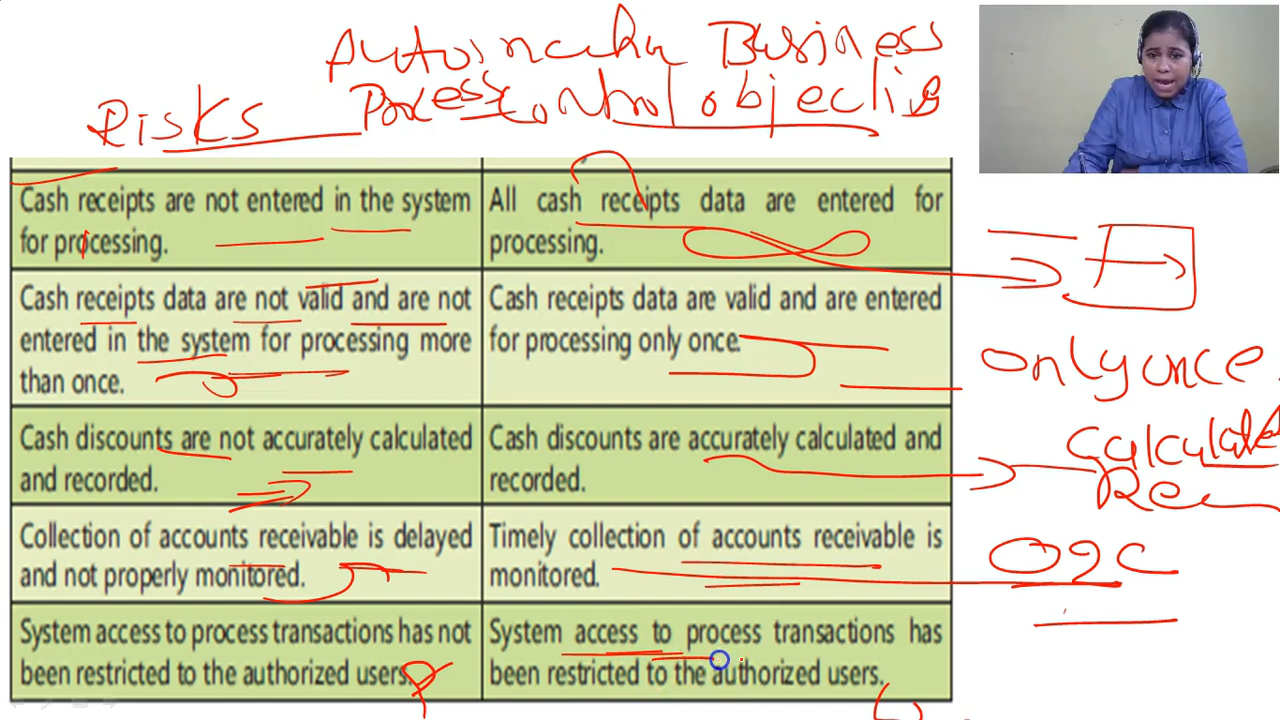 Automation Business
Risks Process control objectives
Cash receipts are not entered in the system
for processing.
All cash receipts data are entered for
processing.
Cash receipts data are not valid and are not
entered in the system for processing more
than once.
Cash receipts data are valid and are entered
for processing only once.
only once.
Cash discounts are not accurately calculated
and recorded.
Cash discounts are accurately calculated and
recorded.
Calculated
Rec
Collection of accounts receivable is delayed
and not properly monitored.
Timely collection of accounts receivable is
monitored.
O2C
System access to process transactions has not
been restricted to the authorized users.
System access to process transactions has
been restricted to the authorized users.